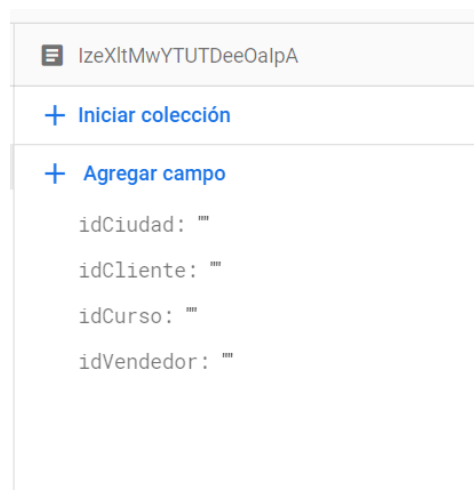 IzeXltMwYTUTDeeOalpA
Iniciar colección
Agregar campo
idCiudad: ""
idCliente: ""
idCurso: ""
idVendedor: ""